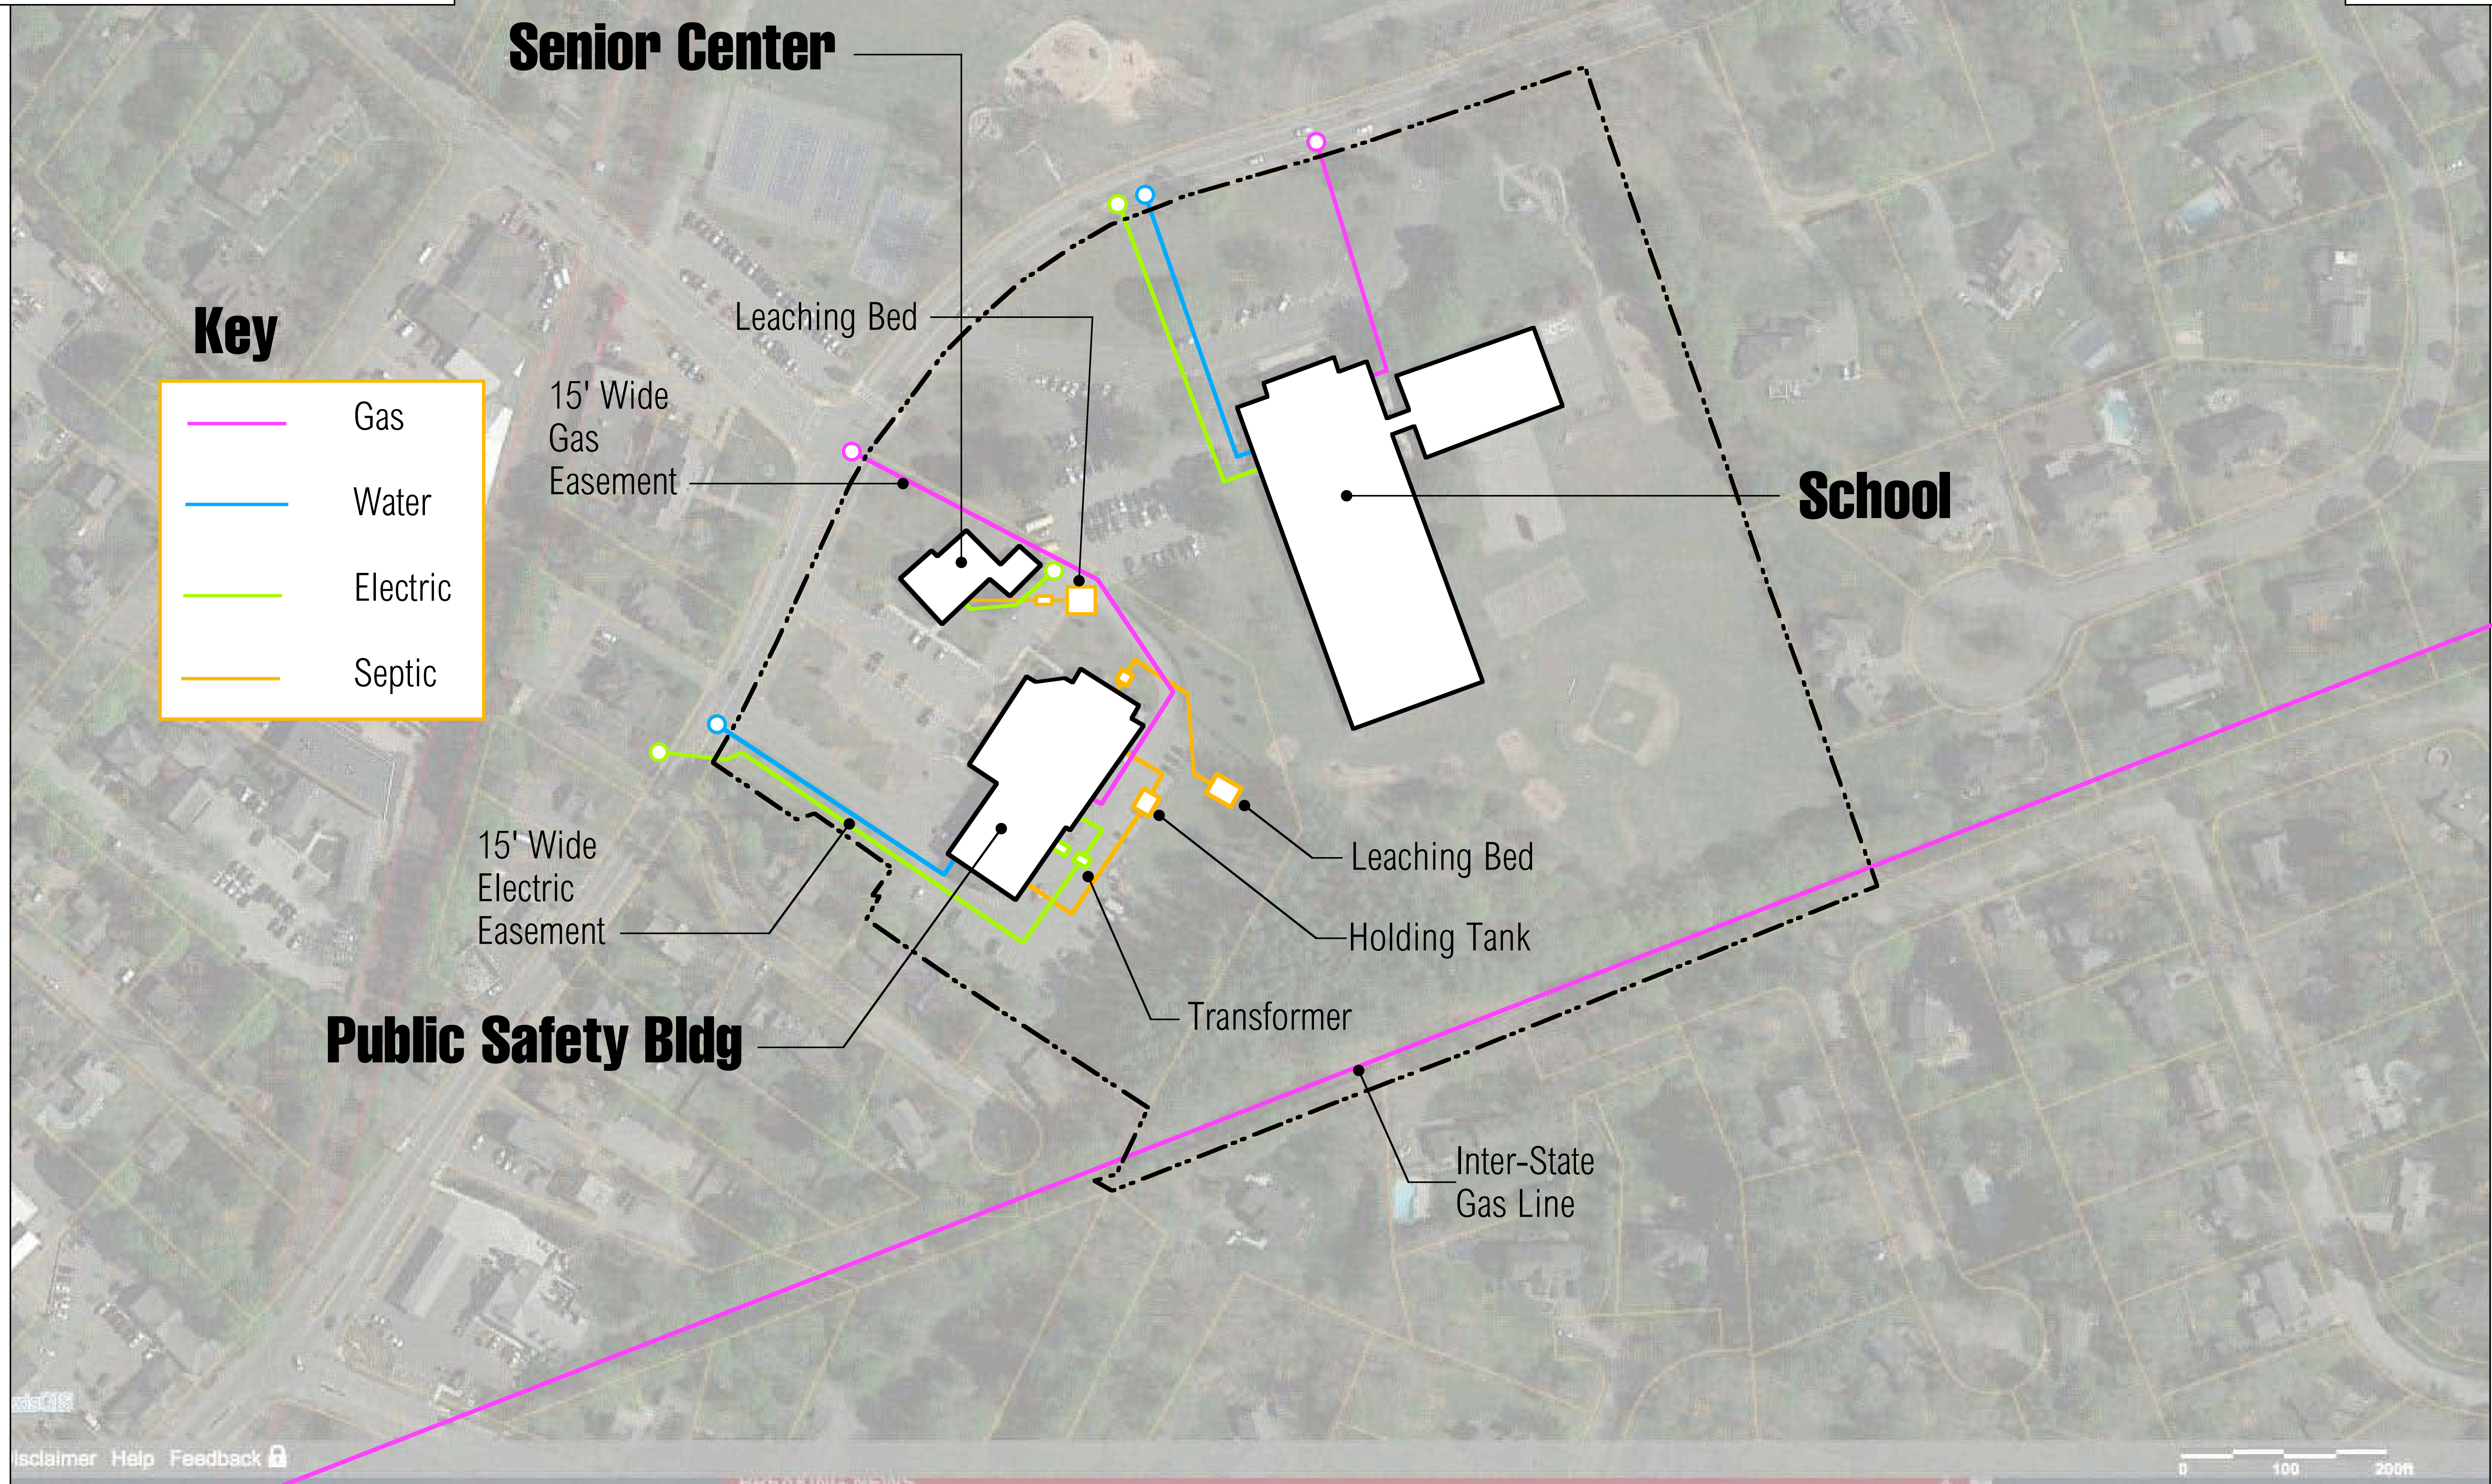 Senior Center
Leaching Bed
Key
Gas
Water
Electric
Septic
15' Wide
Gas
Easement
School
15' Wide
Electric
Easement
Leaching Bed
Holding Tank
Transformer
Public Safety Bldg
Inter-State
Gas Line
isclaimer Help Feedback
0 100 200ft